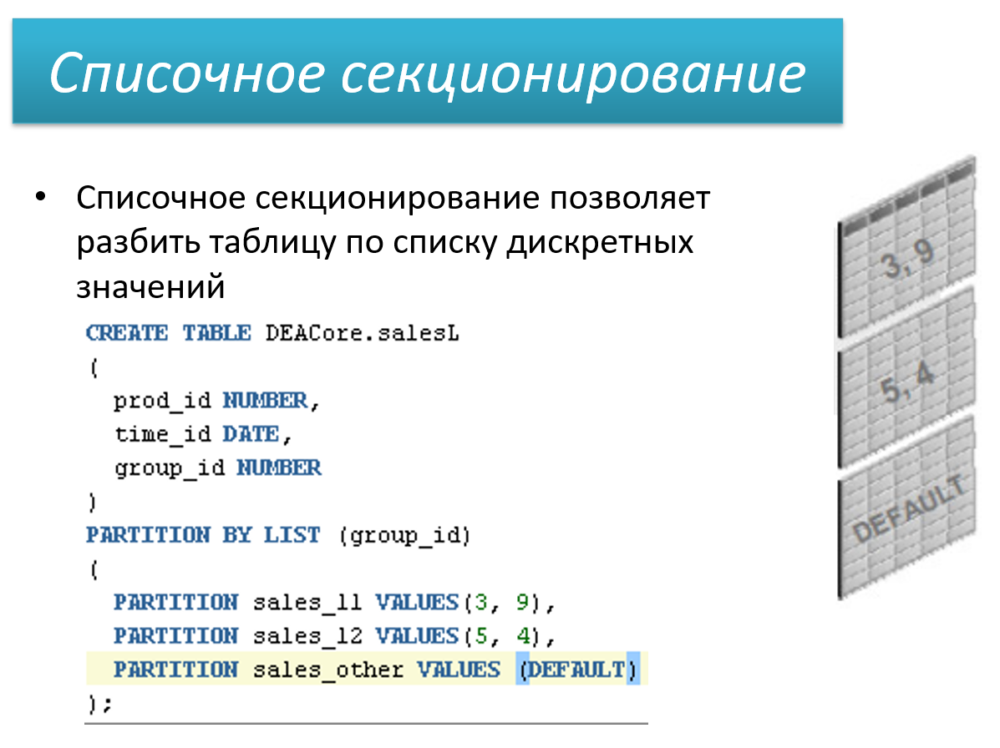 Списочное секционирование
• Списочное секционирование позволяет
разбить таблицу по списку дискретных
значений
CREATE TABLE DEACore.salesL
(
  prod_id NUMBER,
  time_id DATE,
  group_id NUMBER
)
PARTITION BY LIST (group_id)
(
  PARTITION sales_l1 VALUES(3, 9),
  PARTITION sales_l2 VALUES(5, 4),
  PARTITION sales_other VALUES (DEFAULT)
);
3, 9
5, 4
DEFAULT